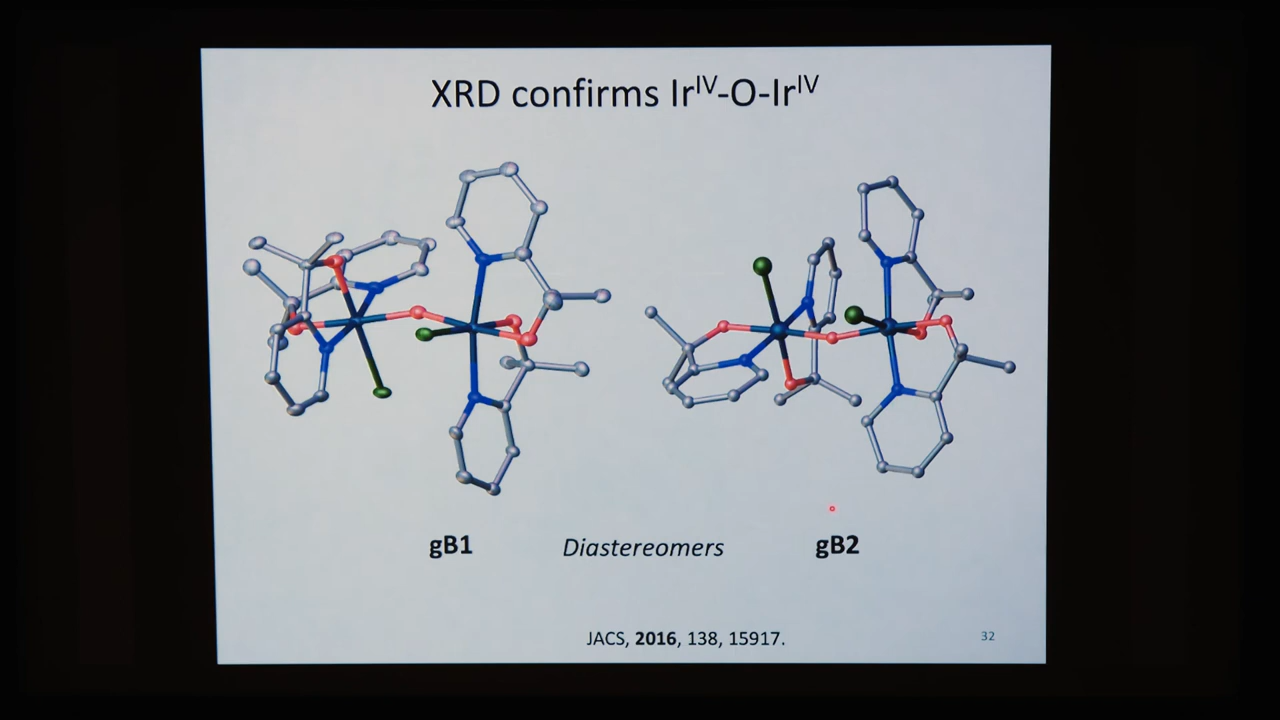 XRD confirms Ir^IV-O-Ir^IV
gB1
Diastereomers
gB2
JACS, 2016, 138, 15917.
32